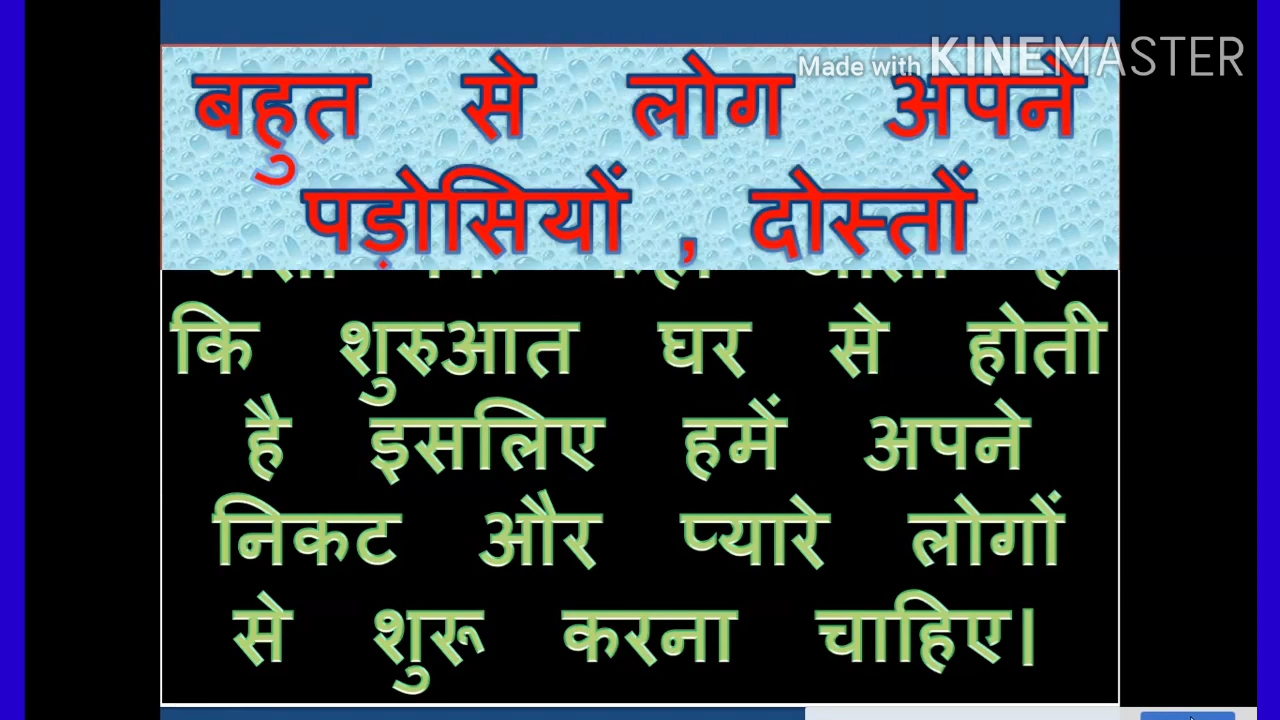 Made with KINEMASTER
बहुत से लोग अपने
पड़ोसियों , दोस्तों
कि शुरुआत घर से होती
है इसलिए हमें अपने
निकट और प्यारे लोगों
से शुरू करना चाहिए।